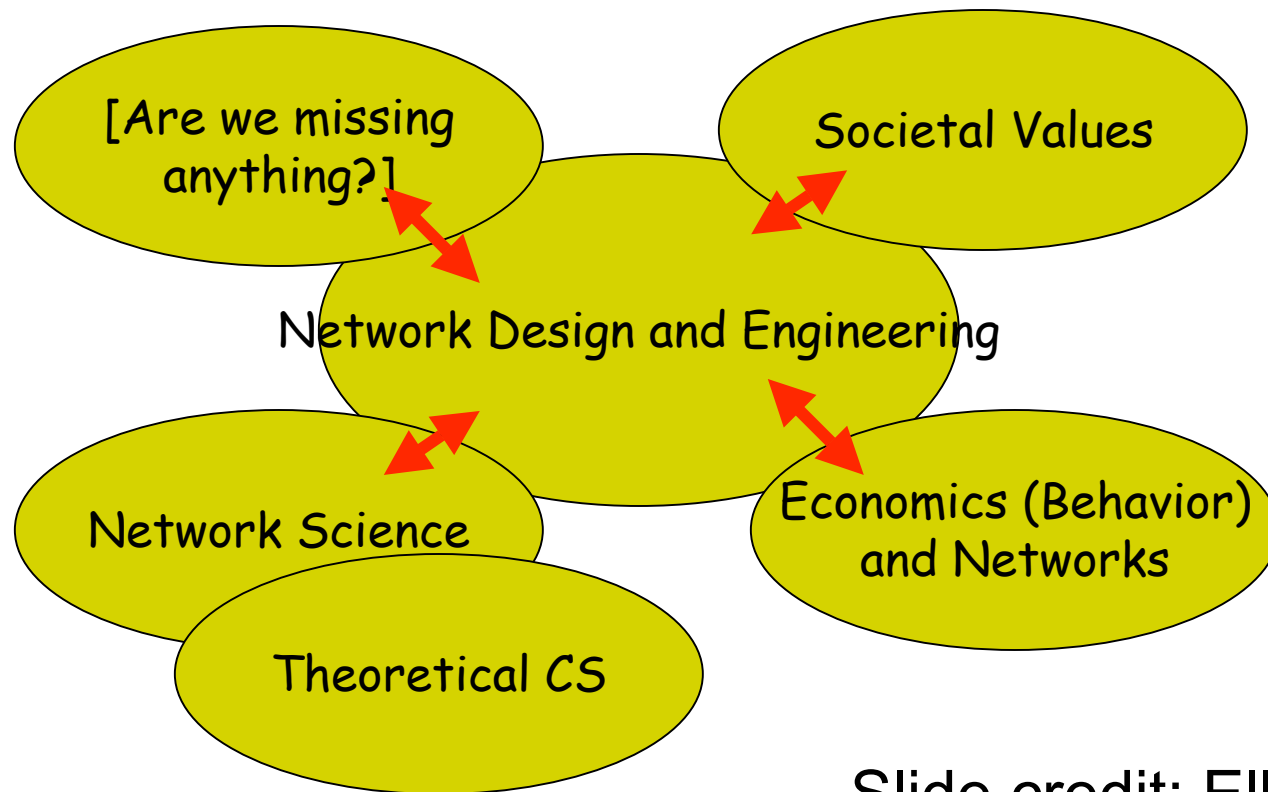 [Are we missing
anything?]
Societal Values
Network Design and Engineering
Network Science
Economics (Behavior)
and Networks
Theoretical CS
Slide credit: